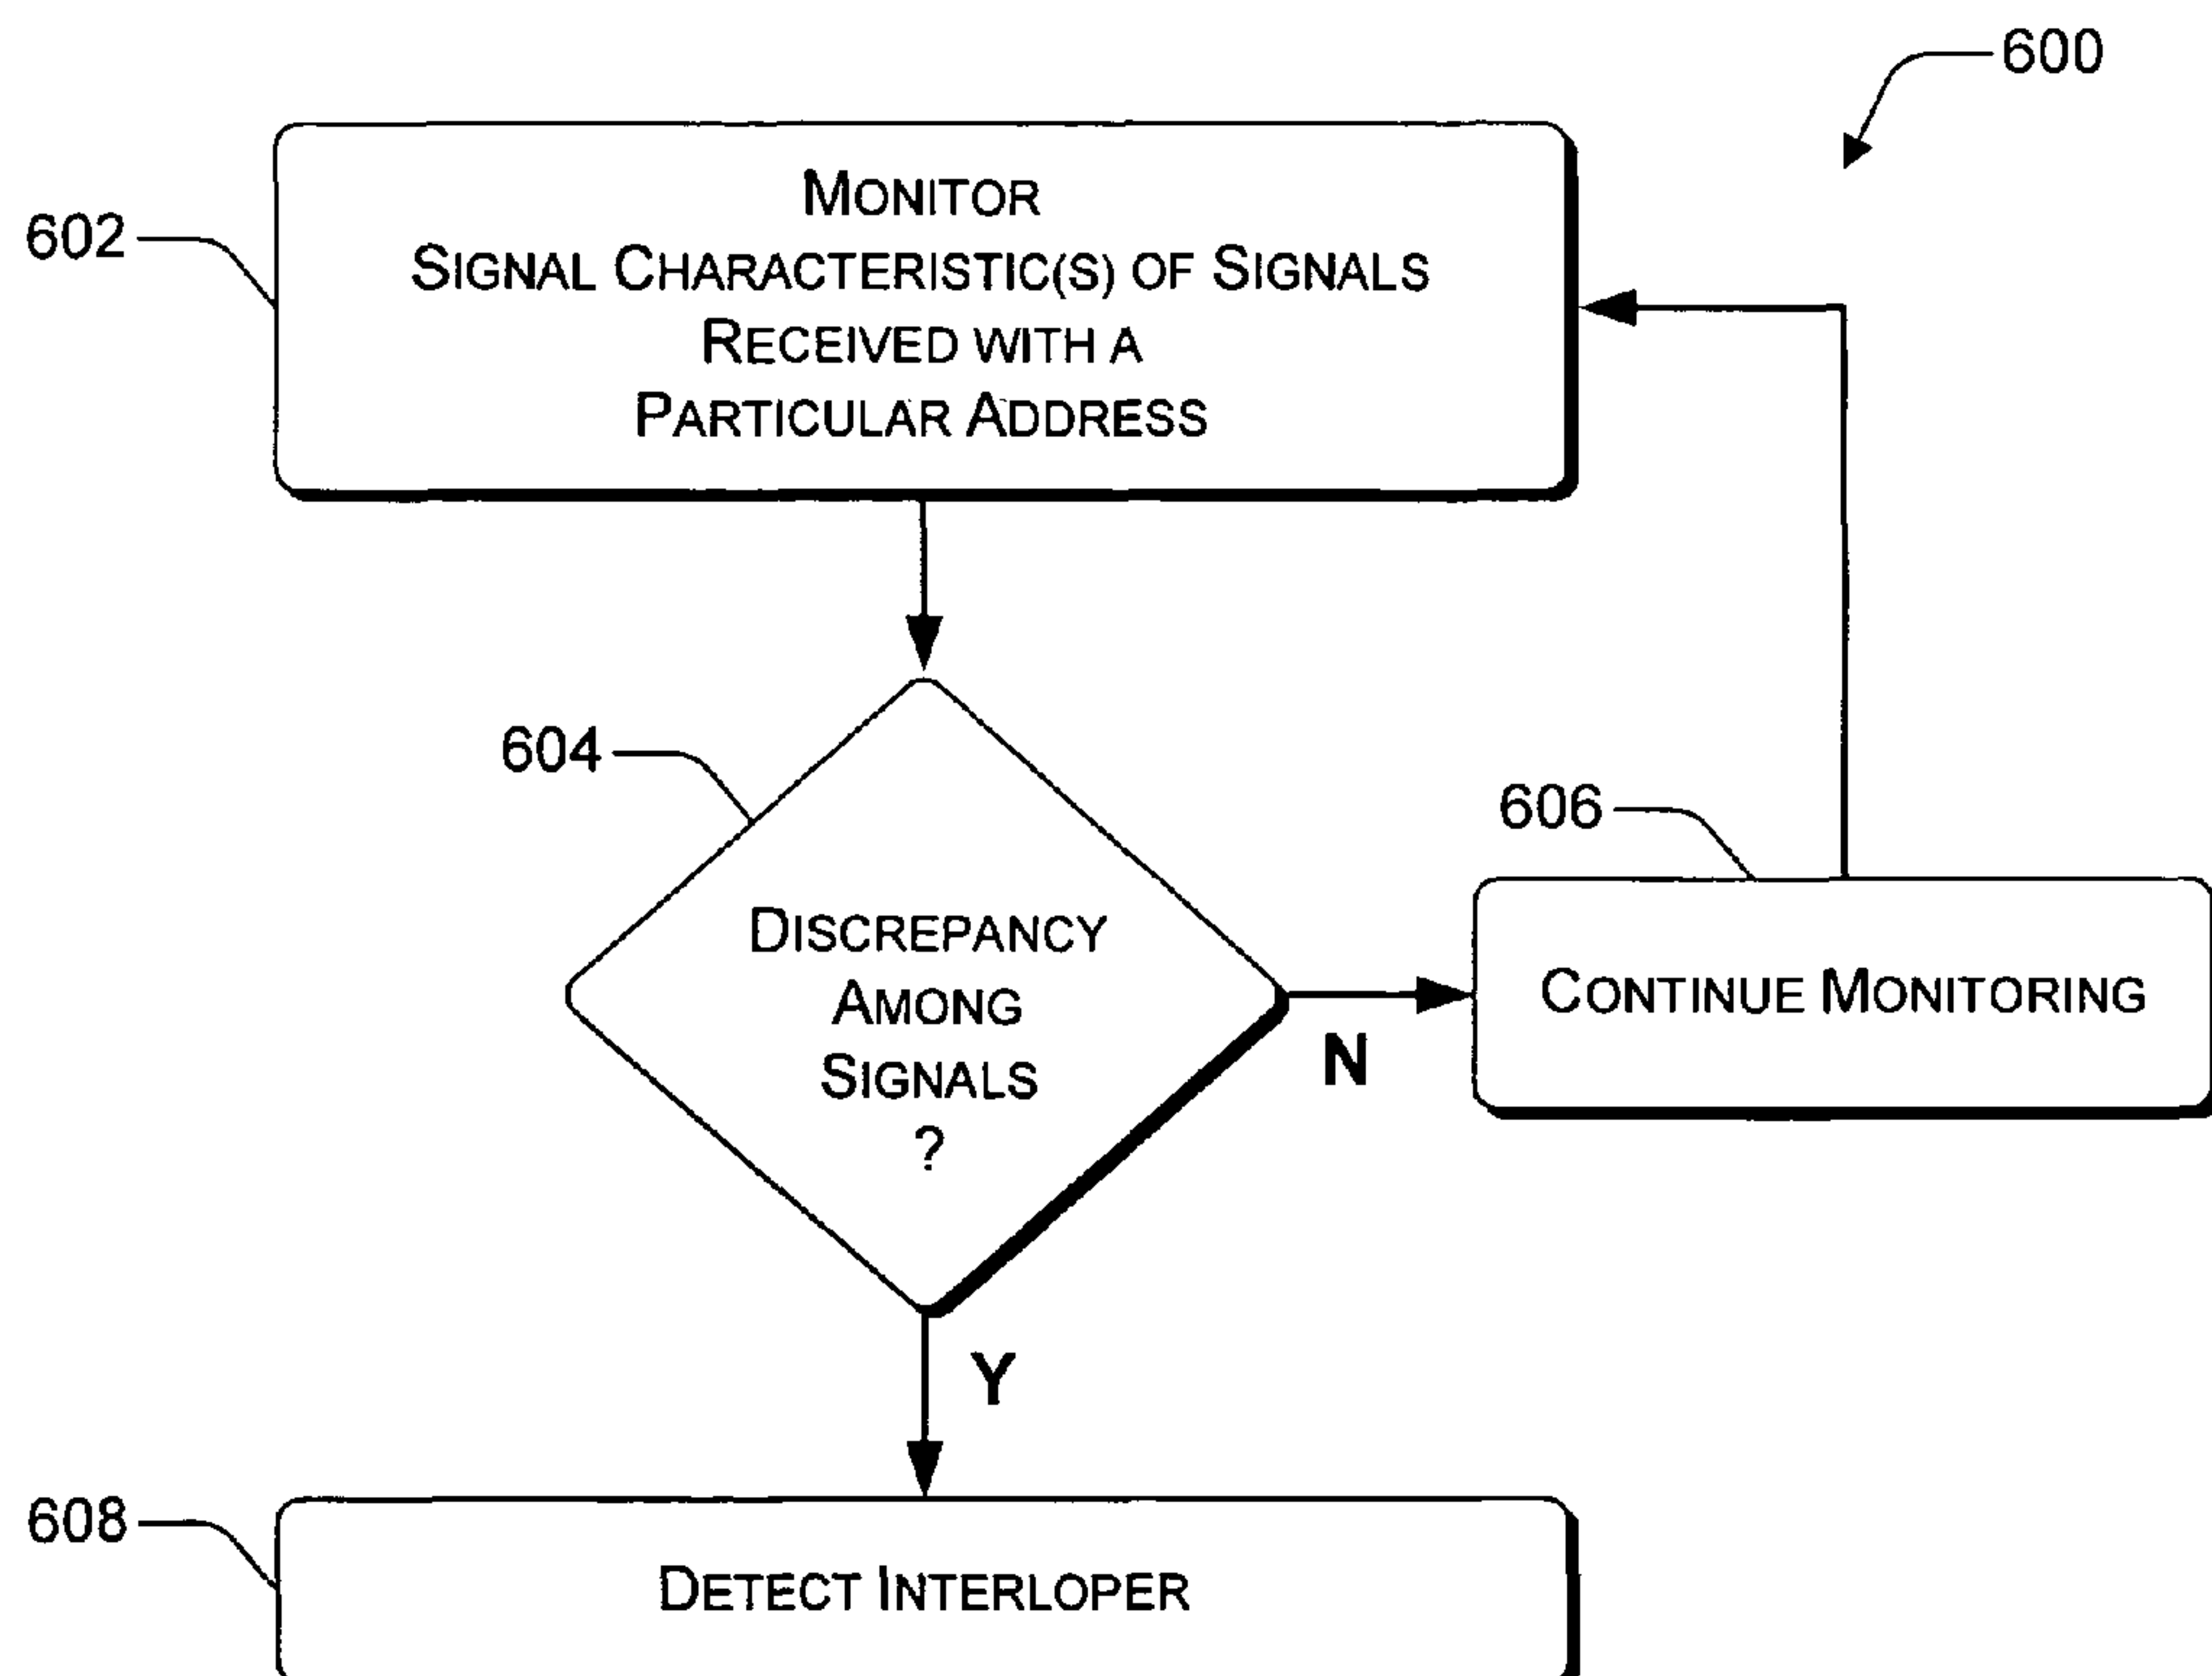 600
602
MONITOR
SIGNAL CHARACTERISTIC(S) OF SIGNALS
RECEIVED WITH A
PARTICULAR ADDRESS
604
DISCREPANCY
AMONG
SIGNALS
?
N
606
CONTINUE MONITORING
Y
608
DETECT INTERLOPER